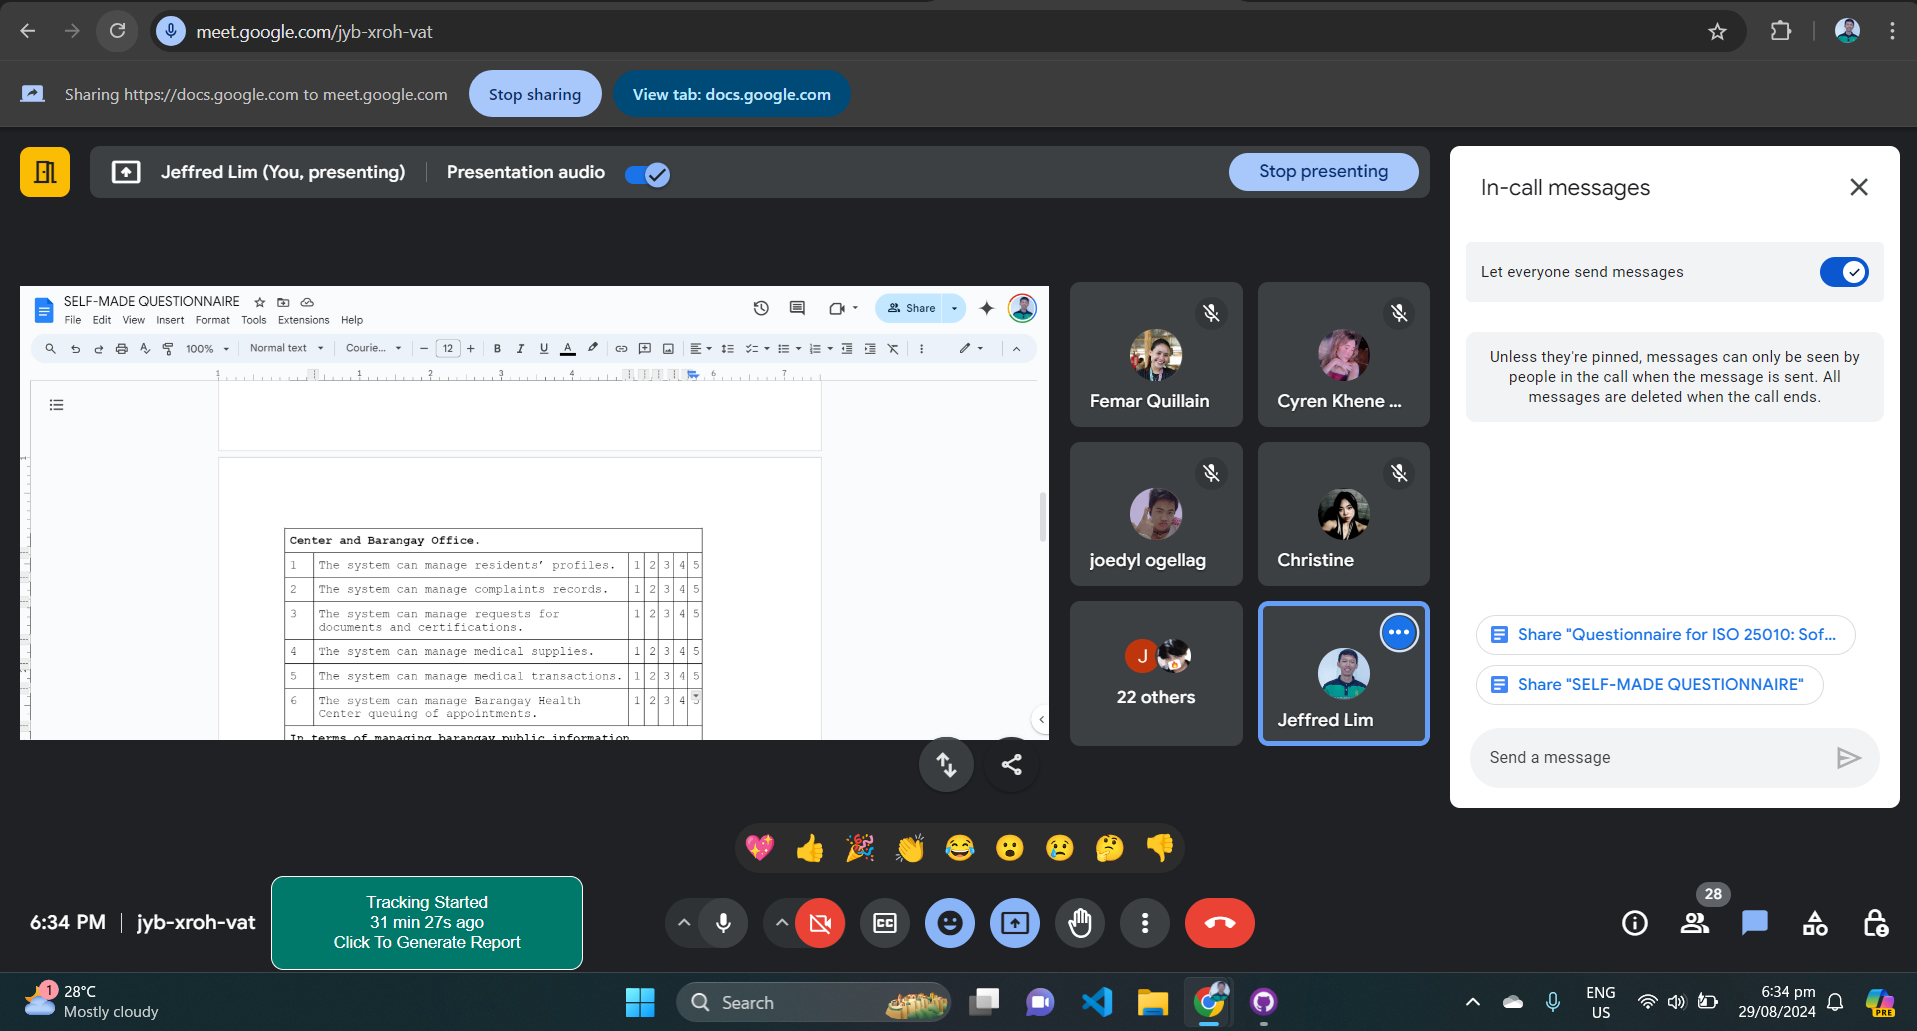 meet.google.com/jyb-xroh-vat
Sharing https://docs.google.com to meet.google.com
Stop sharing
View tab: docs.google.com
Jeffred Lim (You, presenting)
Presentation audio
Stop presenting
SELF-MADE QUESTIONNAIRE
File Edit View Insert Format Tools Extensions Help
Share
100% Normal text Courie... 12 B I U A
1 1 2 3 4 6 7
Center and Barangay Office.
1 The system can manage residents' profiles. 1 2 3 4 5
2 The system can manage complaints records. 1 2 3 4 5
3 The system can manage requests for 1 2 3 4 5
documents and certifications.
4 The system can manage medical supplies. 1 2 3 4 5
5 The system can manage medical transactions. 1 2 3 4 5
6 The system can manage Barangay Health 1 2 3 4 5
Center queuing of appointments.
In terms of managing barangay public information
Femar Quillain
Cyren Khene ...
joedyl ogellag
Christine
J
22 others
Jeffred Lim
In-call messages
Let everyone send messages
Unless they're pinned, messages can only be seen by
people in the call when the message is sent. All
messages are deleted when the call ends.
Share "Questionnaire for ISO 25010: Sof...
Share "SELF-MADE QUESTIONNAIRE"
Send a message
6:34 PM
jyb-xroh-vat
Tracking Started
31 min 27s ago
Click To Generate Report
CC
28
1
28°C
Mostly cloudy
Search
ENG
US
6:34 pm
29/08/2024
PRE